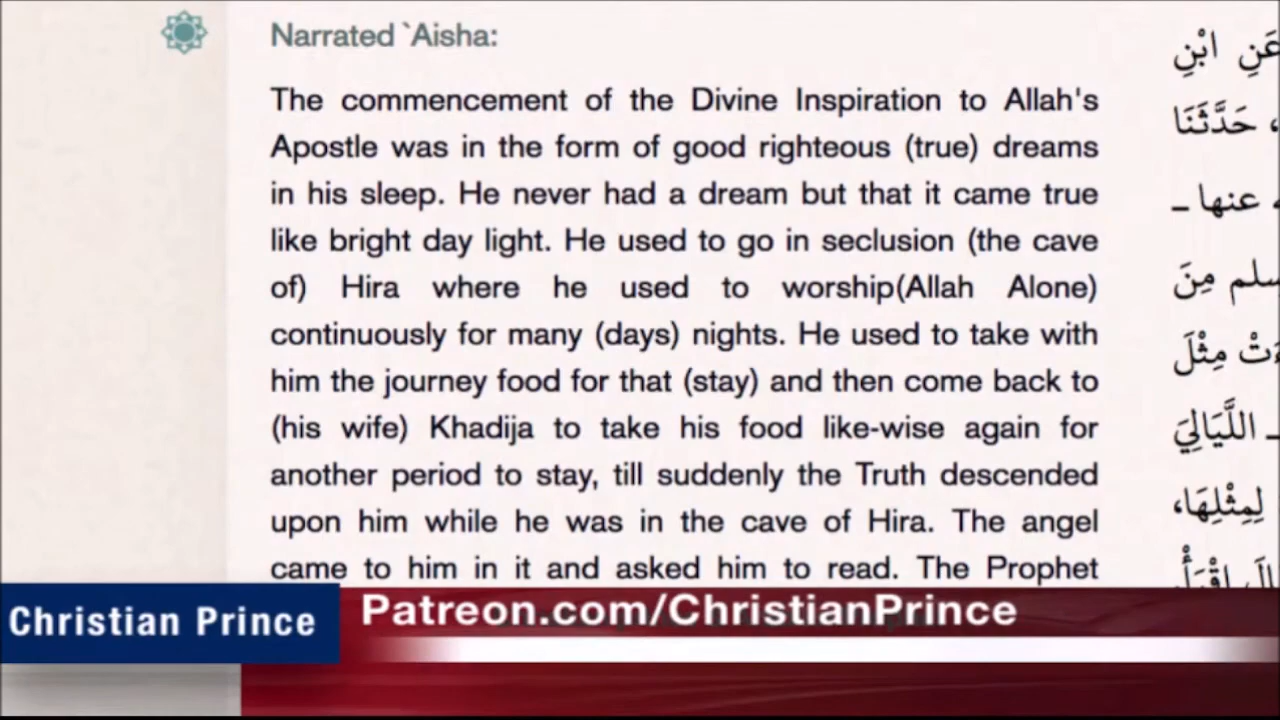 Narrated `Aisha:
The commencement of the Divine Inspiration to Allah's
Apostle was in the form of good righteous (true) dreams
in his sleep. He never had a dream but that it came true
like bright day light. He used to go in seclusion (the cave
of) Hira where he used to worship(Allah Alone)
continuously for many (days) nights. He used to take with
him the journey food for that (stay) and then come back to
(his wife) Khadija to take his food like-wise again for
another period to stay, till suddenly the Truth descended
upon him while he was in the cave of Hira. The angel
came to him in it and asked him to read. The Prophet
عَنِ ابْنِ
حَدَّثَنَا
عنها ـ
مِنَ
مِثْلَ
اللَّيَالِيَ
لِمِثْلِهَا،
Christian Prince
Patreon.com/ChristianPrince